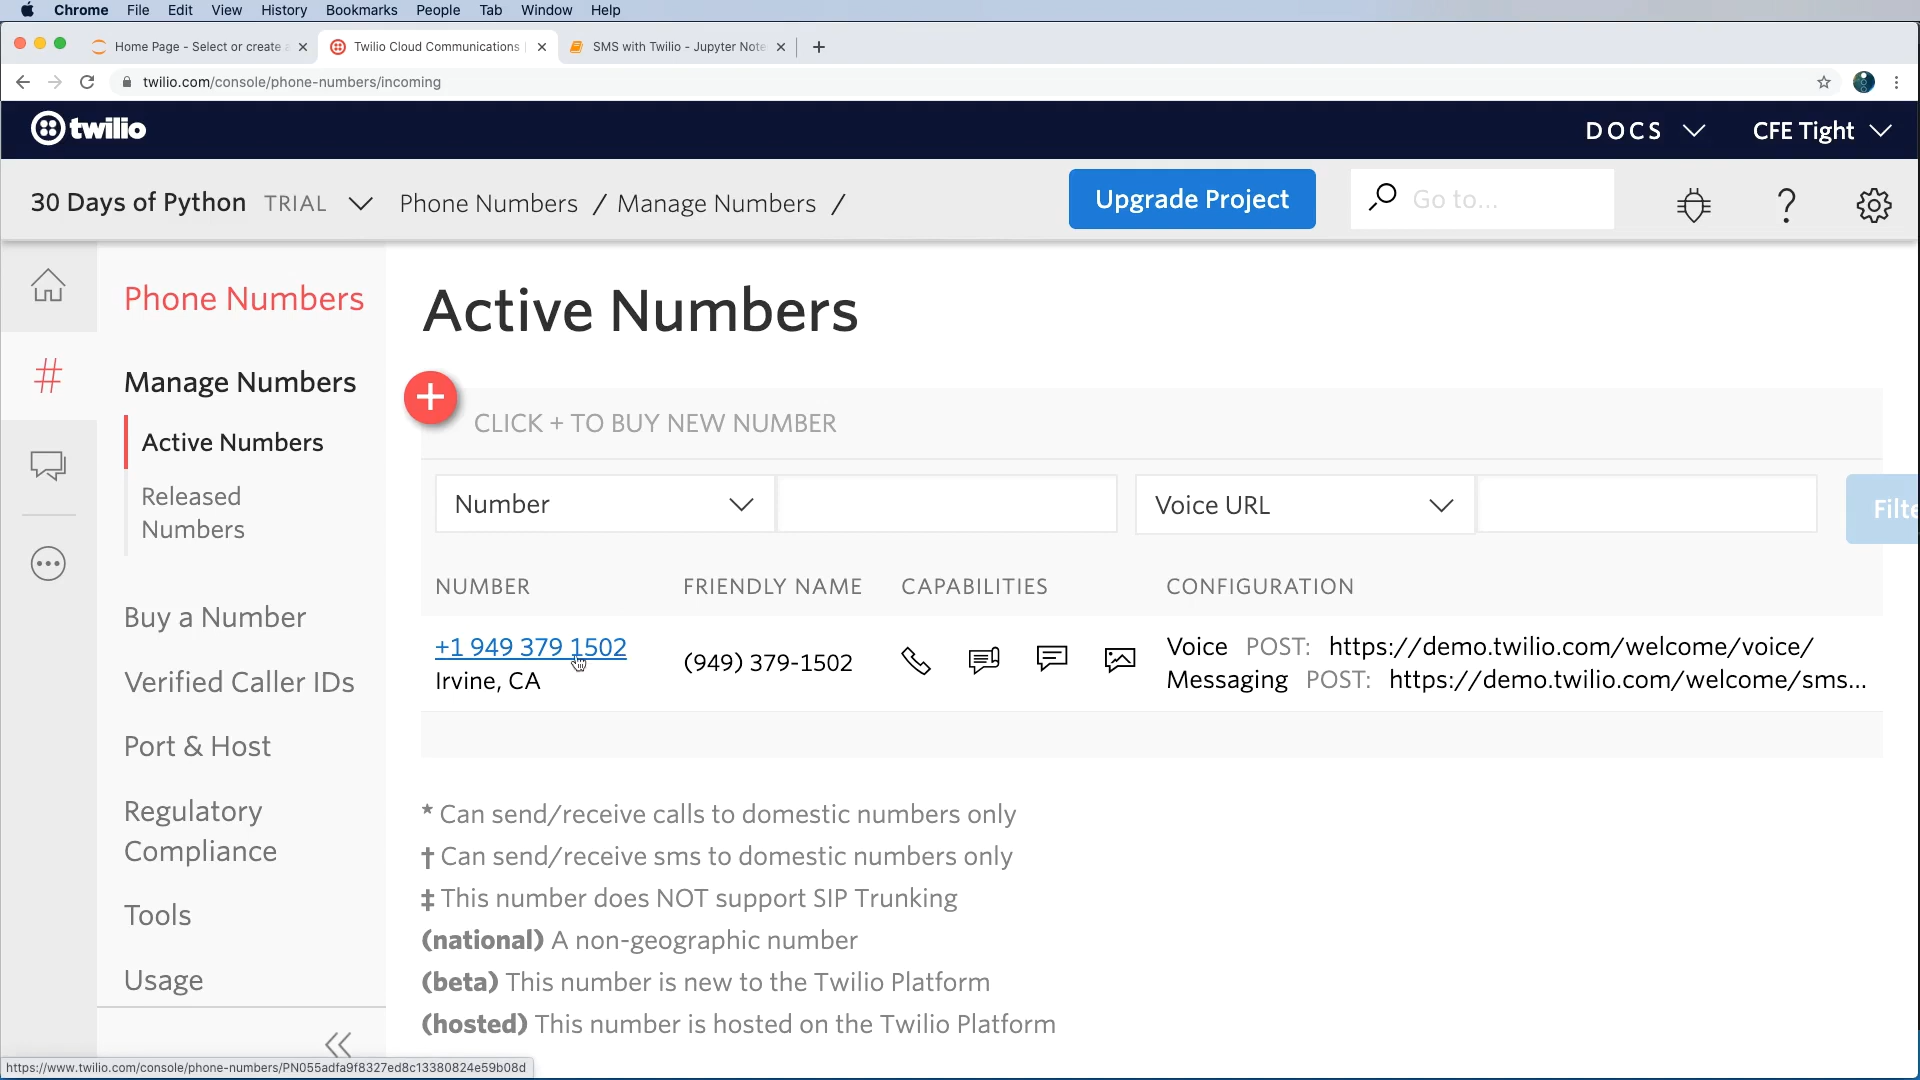 Chrome File Edit View History Bookmarks People Tab Window Help
Home Page - Select or create a
Twilio Cloud Communications
SMS with Twilio - Jupyter Note
twilio.com/console/phone-numbers/incoming
twilio
DOCS
CFE Tight
30 Days of Python TRIAL
Phone Numbers / Manage Numbers /
Upgrade Project
Go to...
Phone Numbers
Manage Numbers
Active Numbers
Released
Numbers
Buy a Number
Verified Caller IDs
Port & Host
Regulatory
Compliance
Tools
Usage
Active Numbers
CLICK + TO BUY NEW NUMBER
Number
Voice URL
Filte
NUMBER FRIENDLY NAME CAPABILITIES CONFIGURATION
+1 949 379 1502
Irvine, CA
(949) 379-1502
Voice POST: https://demo.twilio.com/welcome/voice/
Messaging POST: https://demo.twilio.com/welcome/sms...
* Can send/receive calls to domestic numbers only
† Can send/receive sms to domestic numbers only
‡ This number does NOT support SIP Trunking
(national) A non-geographic number
(beta) This number is new to the Twilio Platform
(hosted) This number is hosted on the Twilio Platform
https://www.twilio.com/console/phone-numbers/PN055adfa9f8327ed8c13380824e59b08d